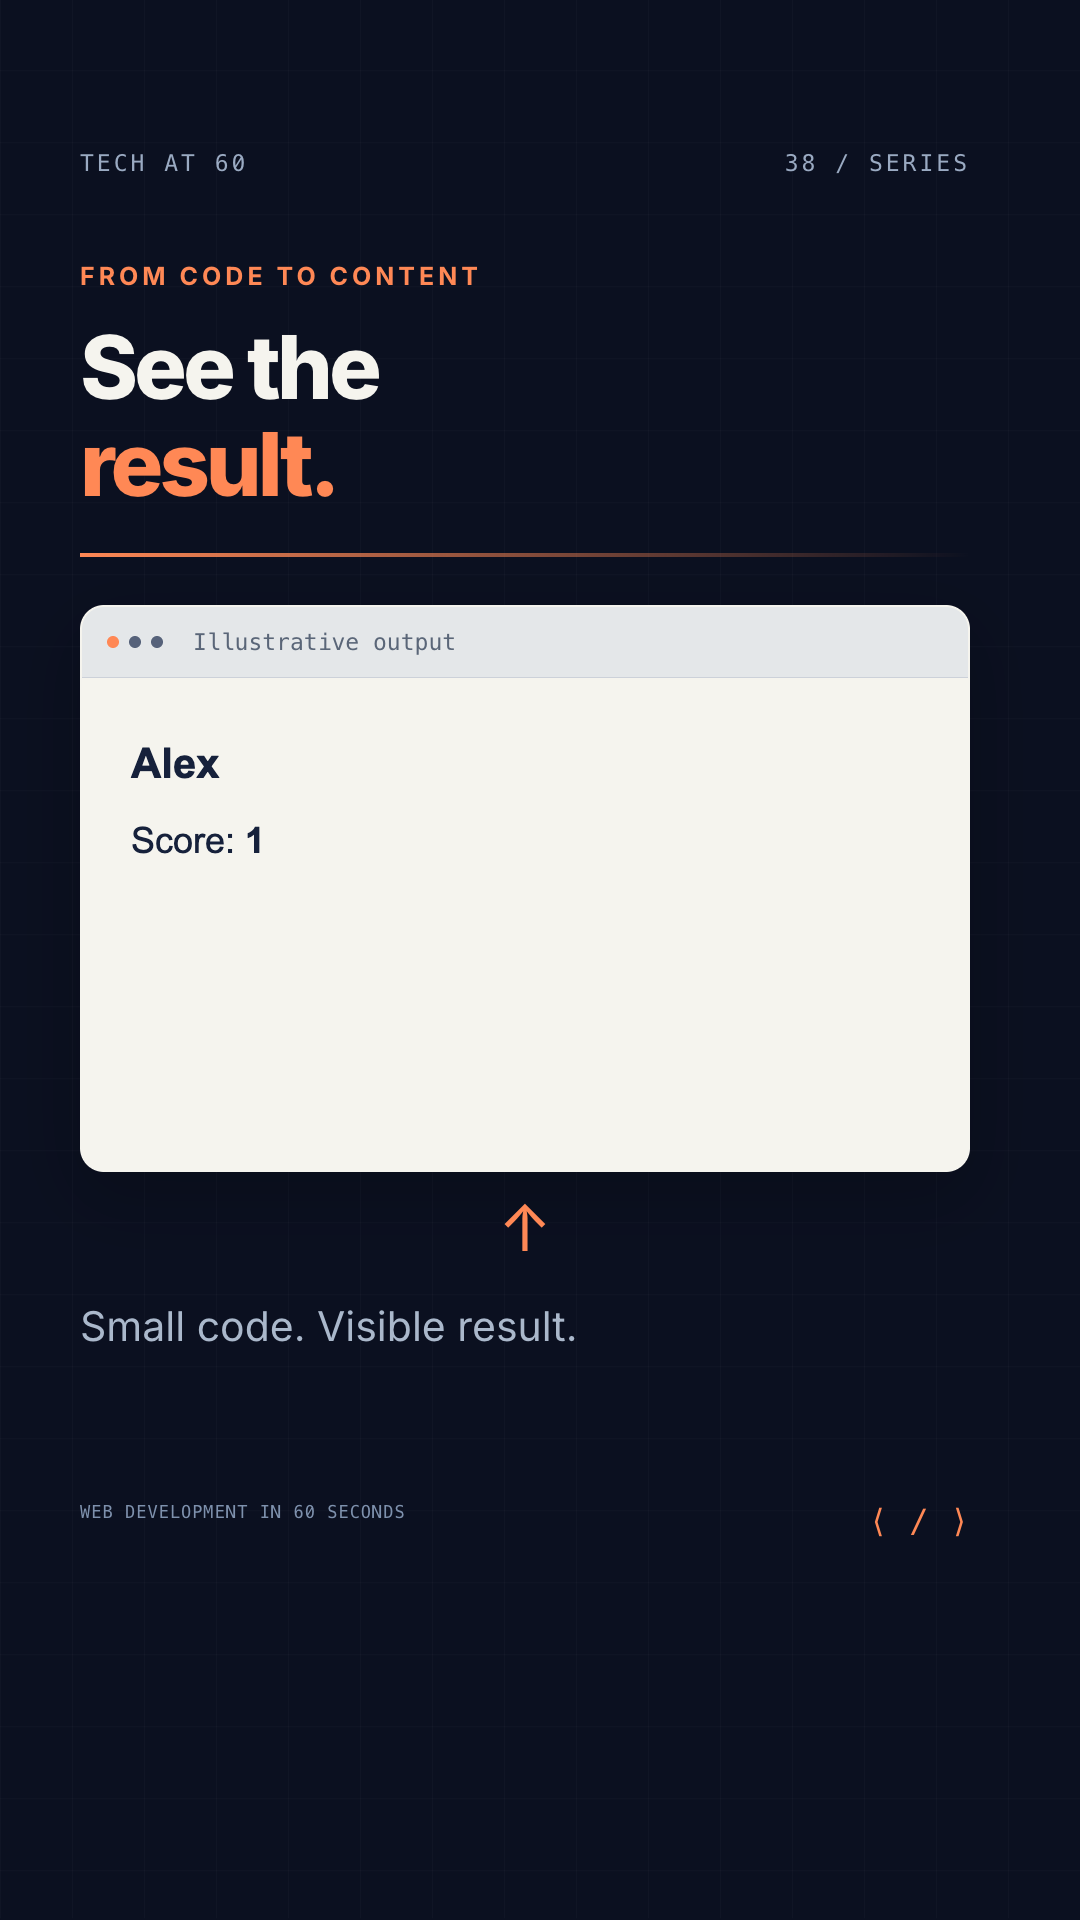 TECH AT 60
38 / SERIES
FROM CODE TO CONTENT
See the
result.
Illustrative output
Alex
Score: 1
Small code. Visible result.
WEB DEVELOPMENT IN 60 SECONDS
⟨ / ⟩